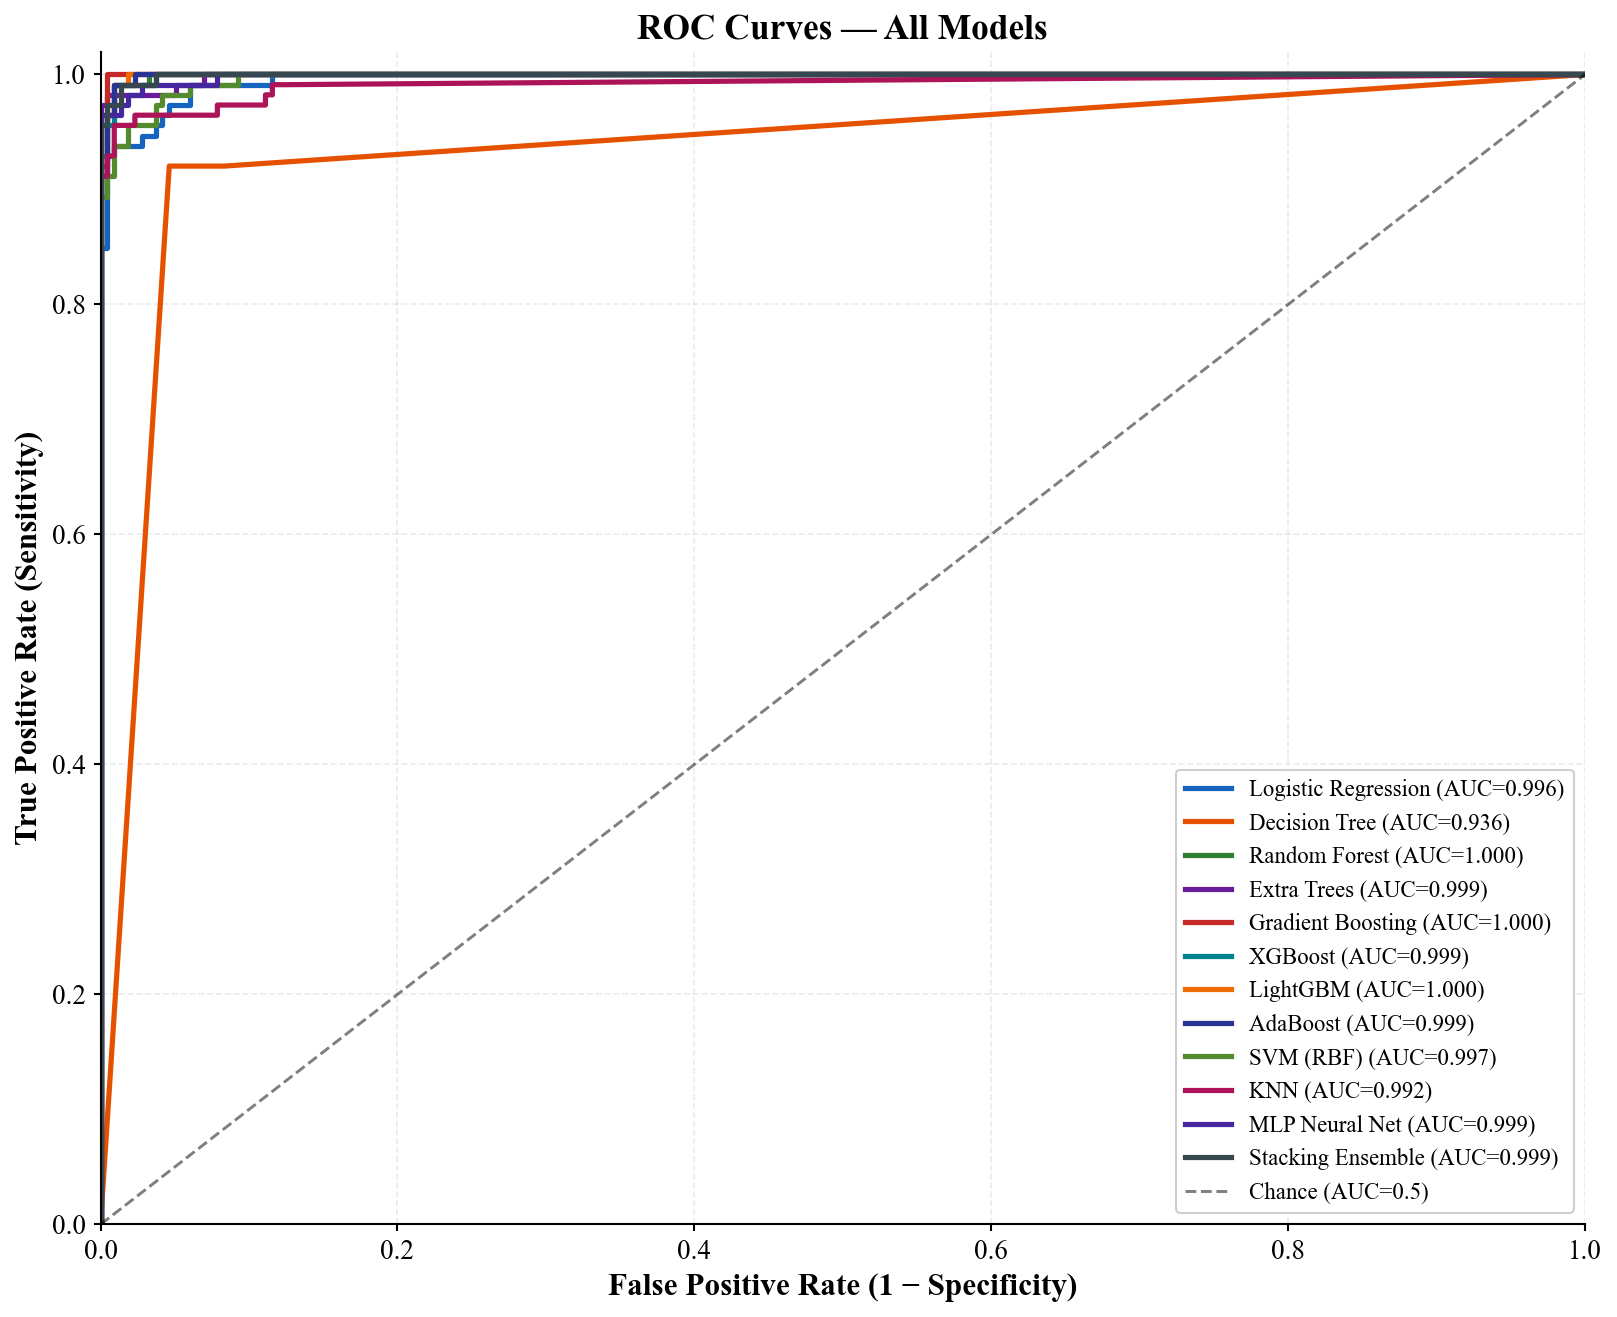 ROC Curves — All Models
True Positive Rate (Sensitivity)
1.0
0.8
0.6
0.4
0.2
0.0
Logistic Regression (AUC=0.996)
Decision Tree (AUC=0.936)
Random Forest (AUC=1.000)
Extra Trees (AUC=0.999)
Gradient Boosting (AUC=1.000)
XGBoost (AUC=0.999)
LightGBM (AUC=1.000)
AdaBoost (AUC=0.999)
SVM (RBF) (AUC=0.997)
KNN (AUC=0.992)
MLP Neural Net (AUC=0.999)
Stacking Ensemble (AUC=0.999)
Chance (AUC=0.5)
0.0 0.2 0.4 0.6 0.8 1.0
False Positive Rate (1 − Specificity)